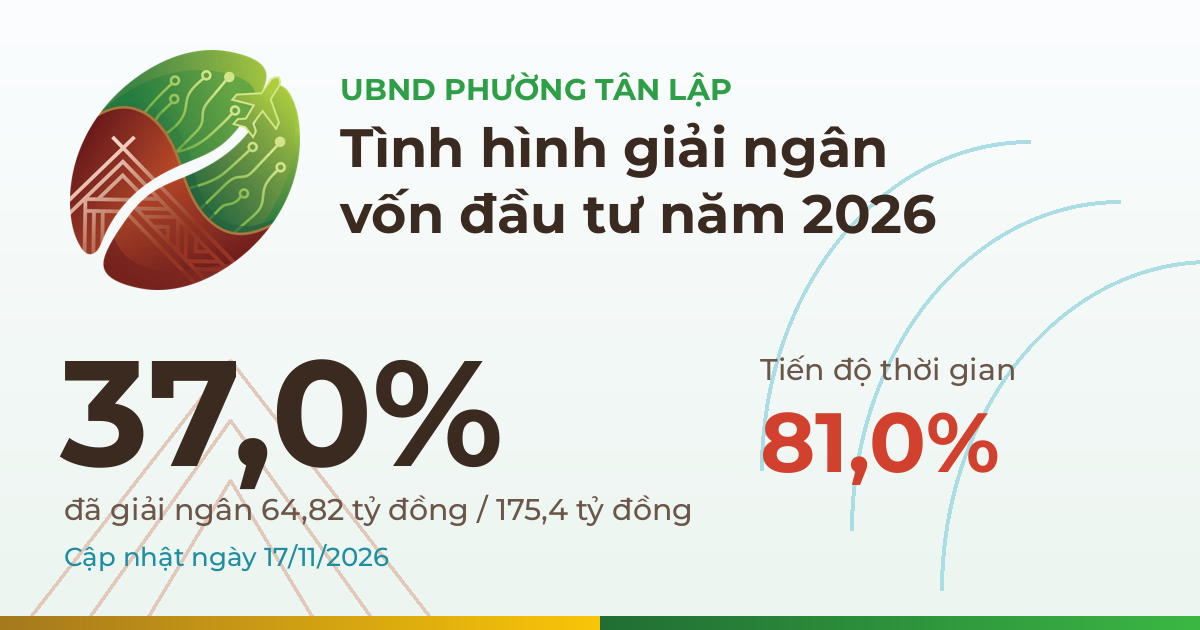 UBND PHƯỜNG TÂN LẬP
Tình hình giải ngân
vốn đầu tư năm 2026
37,0%
đã giải ngân 64,82 tỷ đồng / 175,4 tỷ đồng
Cập nhật ngày 17/11/2026
Tiến độ thời gian
81,0%